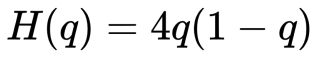 H(q) = 4q(1 − q)